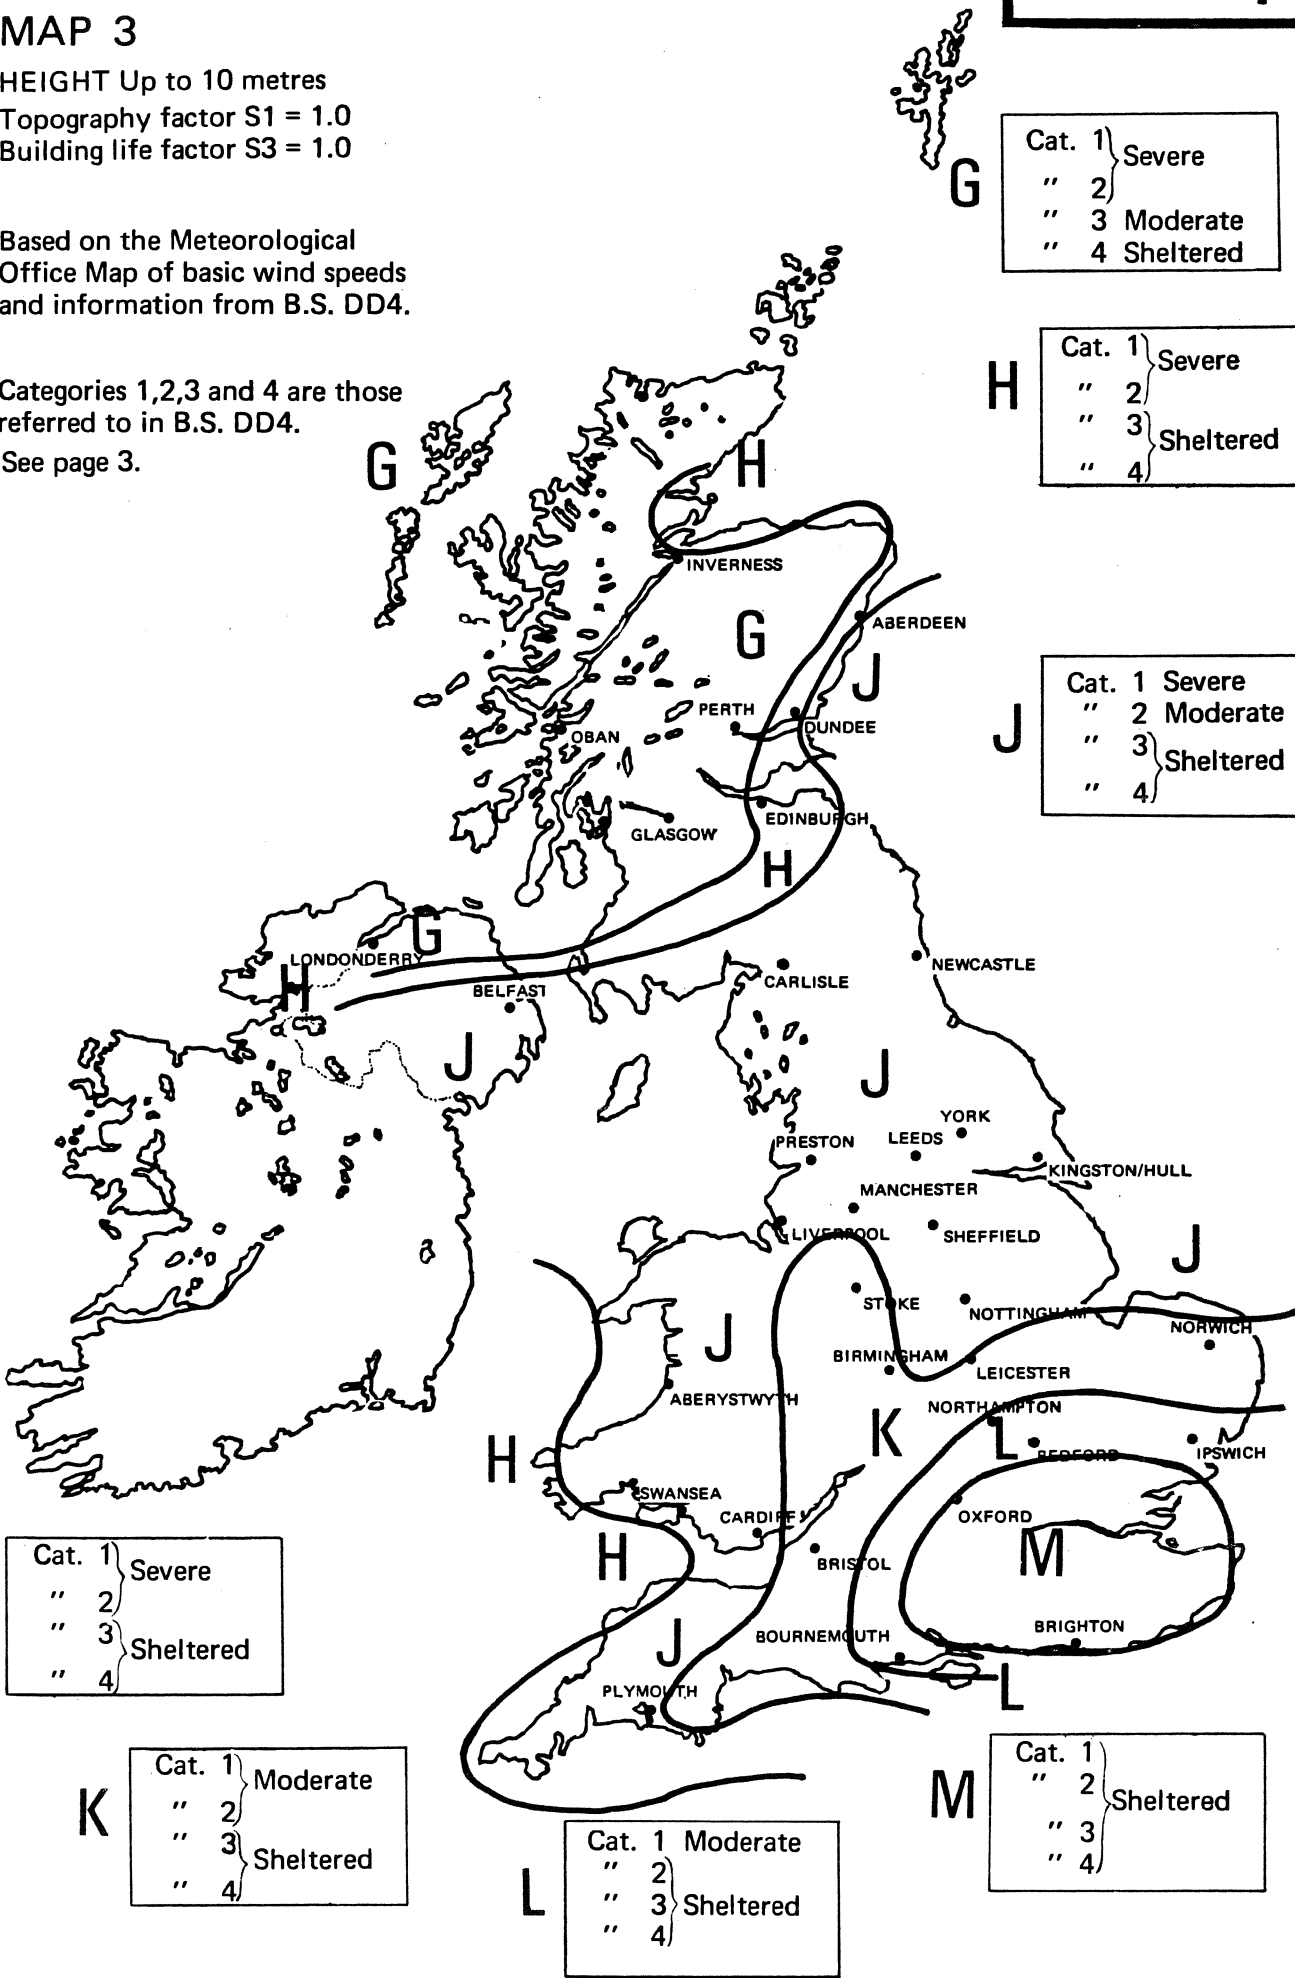 MAP 3
HEIGHT Up to 10 metres
Topography factor S1 = 1.0
Building life factor S3 = 1.0
Based on the Meteorological
Office Map of basic wind speeds
and information from B.S. DD4.
Categories 1,2,3 and 4 are those
referred to in B.S. DD4.
See page 3.
G
Cat. 1
Severe
" 2
" 3 Moderate
" 4 Sheltered
H
Cat. 1
Severe
" 2
" 3
Sheltered
" 4
G
H
INVERNESS
G
ABERDEEN
J
J
Cat. 1 Severe
" 2 Moderate
" 3
Sheltered
" 4
PERTH
DUNDEE
OBAN
EDINBURGH
GLASGOW
H
G
LONDONDERRY
H
BELFAST
CARLISLE
NEWCASTLE
J
J
YORK
PRESTON
LEEDS
KINGSTON/HULL
MANCHESTER
LIVERPOOL
SHEFFIELD
J
STOKE
NOTTINGHAM
NORWICH
J
BIRMINGHAM
LEICESTER
ABERYSTWYTH
NORTHAMPTON
K
L
BEDFORD
IPSWICH
H
SWANSEA
CARDIFF
OXFORD
M
H
BRISTOL
BRIGHTON
BOURNEMOUTH
J
PLYMOUTH
L
Cat. 1
Severe
" 2
" 3
Sheltered
" 4
K
Cat. 1
Moderate
" 2
" 3
Sheltered
" 4
L
Cat. 1 Moderate
" 2
" 3 Sheltered
" 4
M
Cat. 1
" 2
Sheltered
" 3
" 4